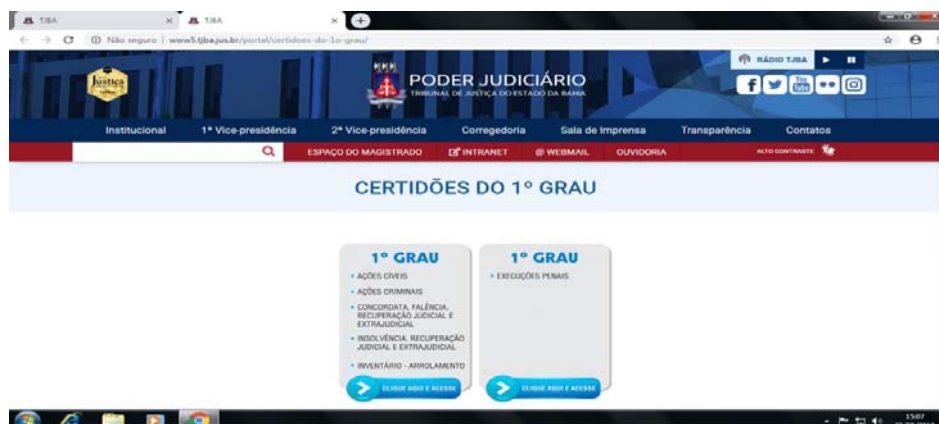 TJBA
TJBA
Não seguro | www5.tjba.jus.br/portal/certidoes-do-1o-grau/
RÁDIO TJBA
Justiça
PODER JUDICIÁRIO
TRIBUNAL DE JUSTIÇA DO ESTADO DA BAHIA
You Tube
Institucional 1ª Vice-presidência 2ª Vice-presidência Corregedoria Sala de Imprensa Transparência Contatos
ESPAÇO DO MAGISTRADO INTRANET @ WEBMAIL OUVIDORIA ALTO CONTRASTE
CERTIDÕES DO 1º GRAU
1º GRAU
• AÇÕES CÍVEIS
• AÇÕES CRIMINAIS
• CONCORDATA, FALÊNCIA,
RECUPERAÇÃO JUDICIAL E
EXTRAJUDICIAL
• INSOLVÊNCIA, RECUPERAÇÃO
JUDICIAL E EXTRAJUDICIAL
• INVENTÁRIO - ARROLAMENTO
CLIQUE AQUI E ACESSE
1º GRAU
• EXECUÇÕES PENAIS
CLIQUE AQUI E ACESSE
15:07